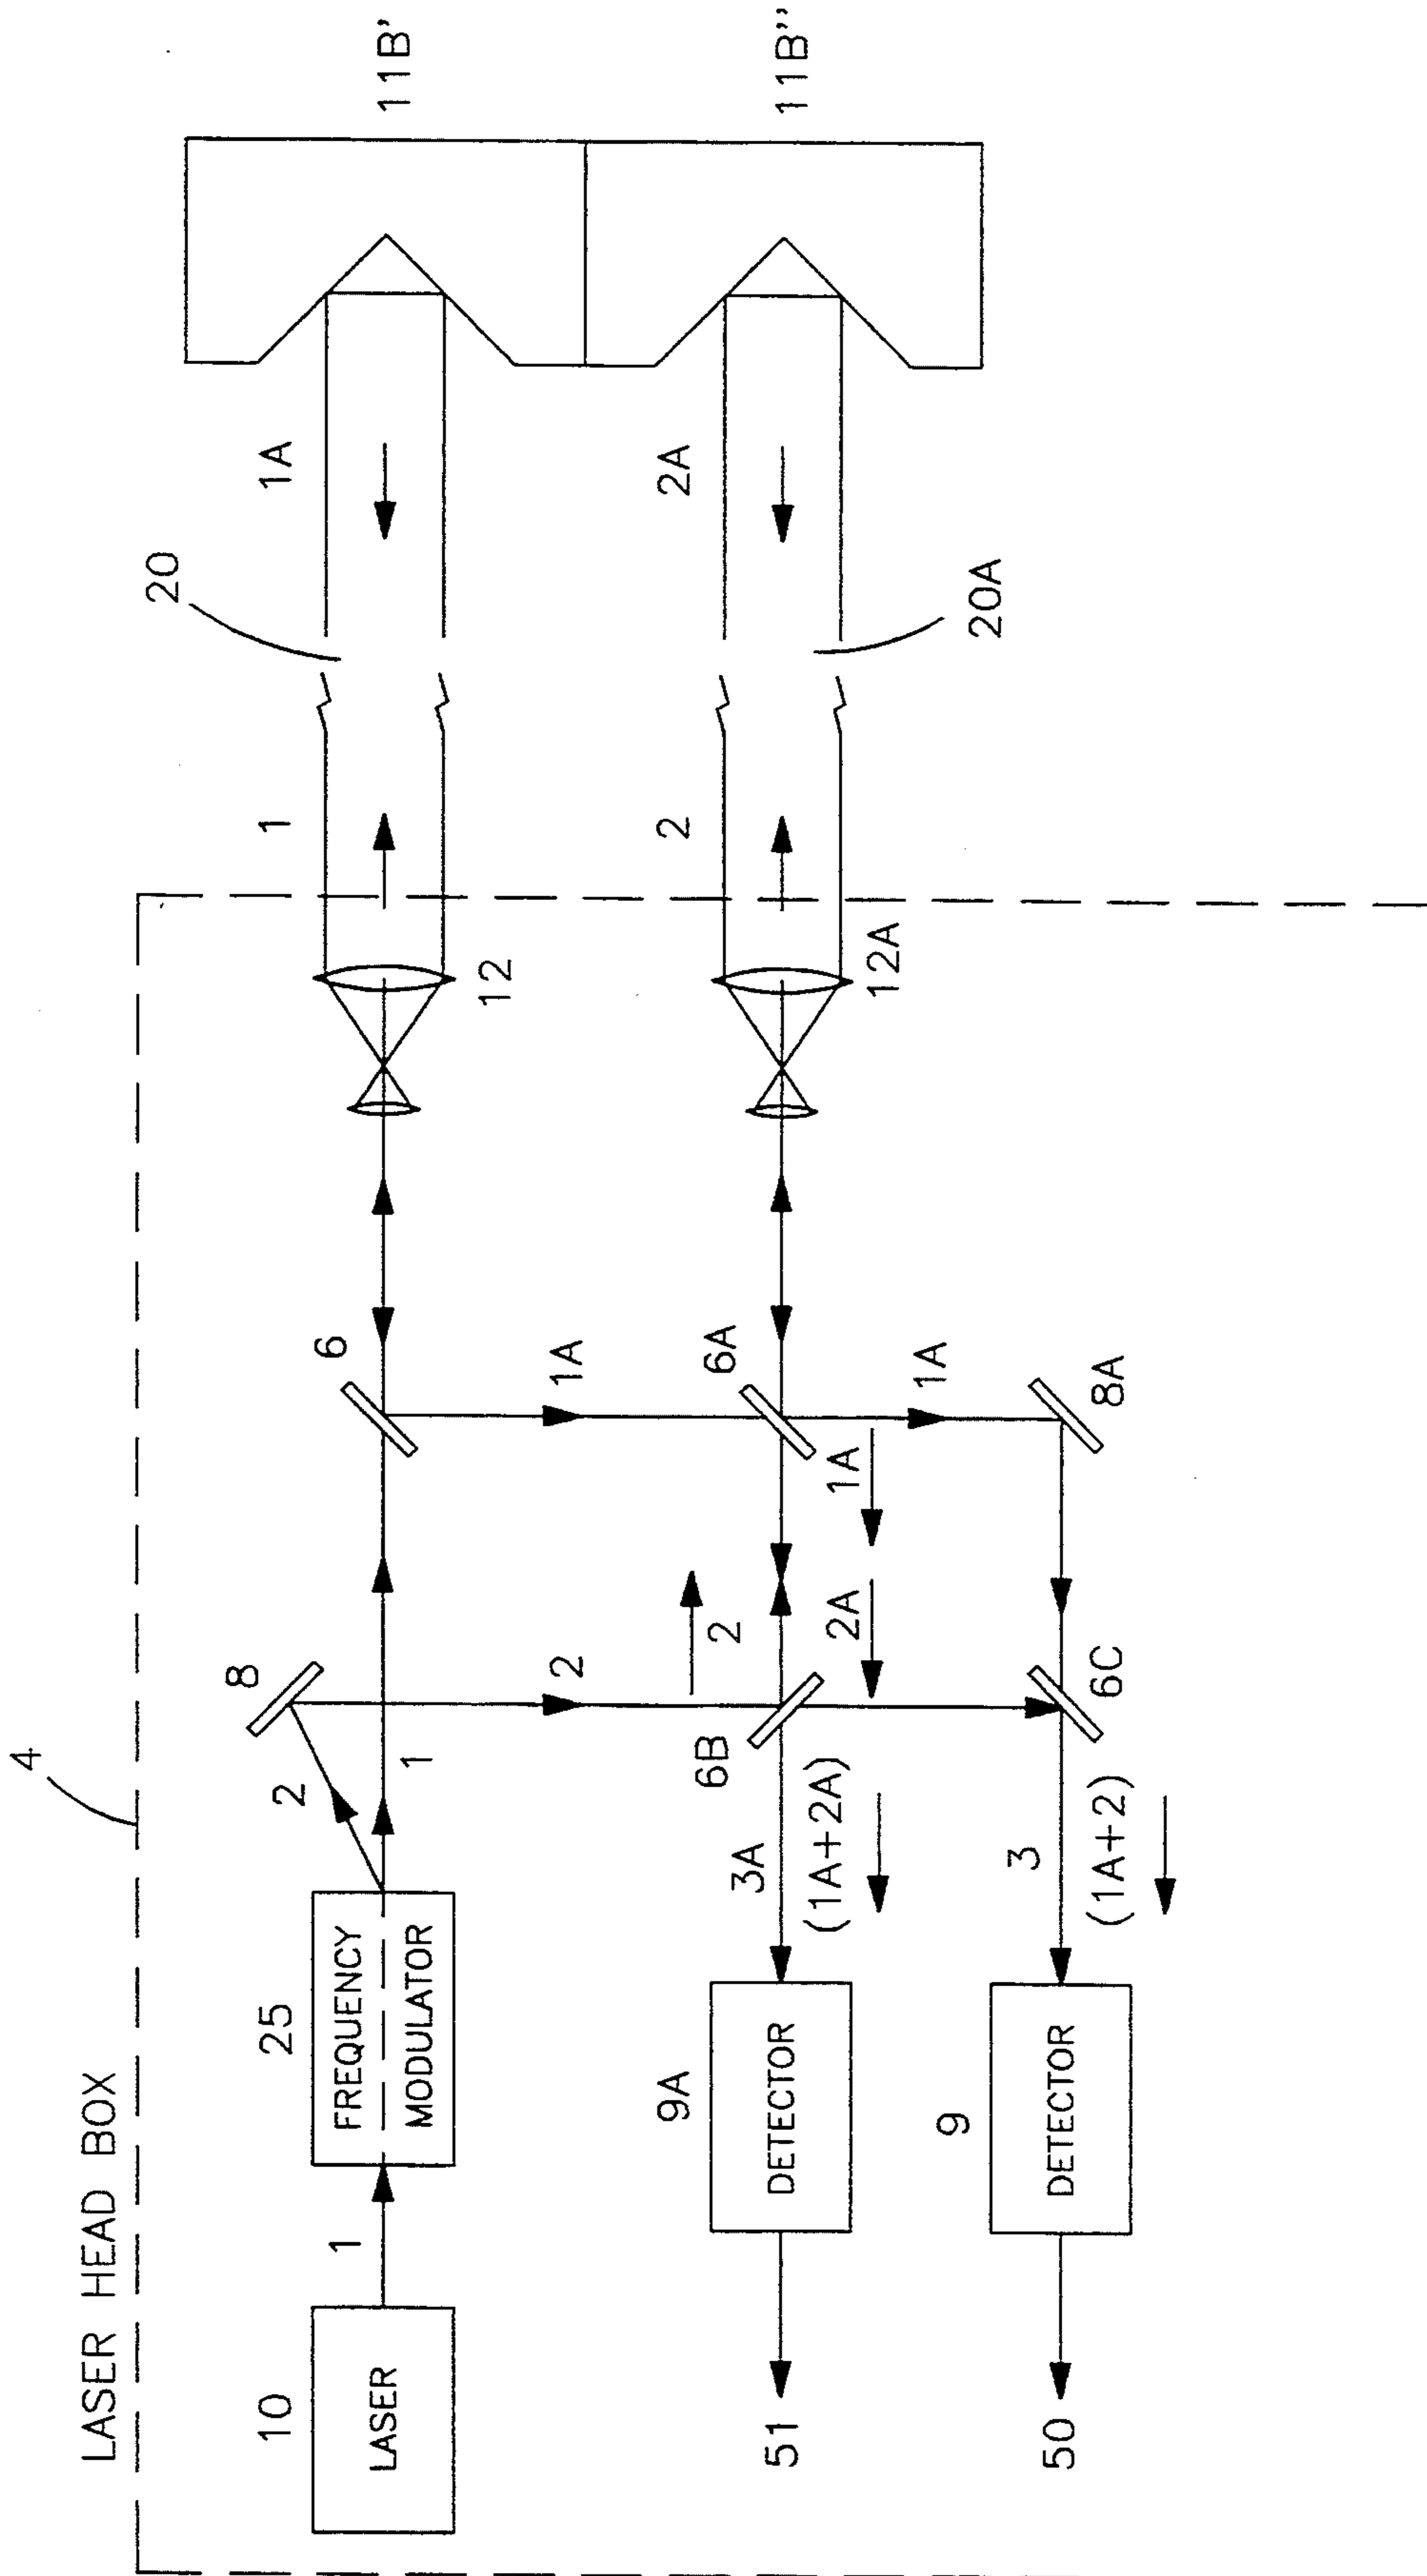 LASER HEAD BOX
4
10
LASER
1
25
FREQUENCY
MODULATOR
2
1
8
2
6
1A
12
1
20
1A
11B'
2
6B
2A
1A
6A
12A
2
20A
2A
11B''
51
9A
DETECTOR
3A
(1A+2A)
1A
8A
6C
50
9
DETECTOR
3
(1A+2)